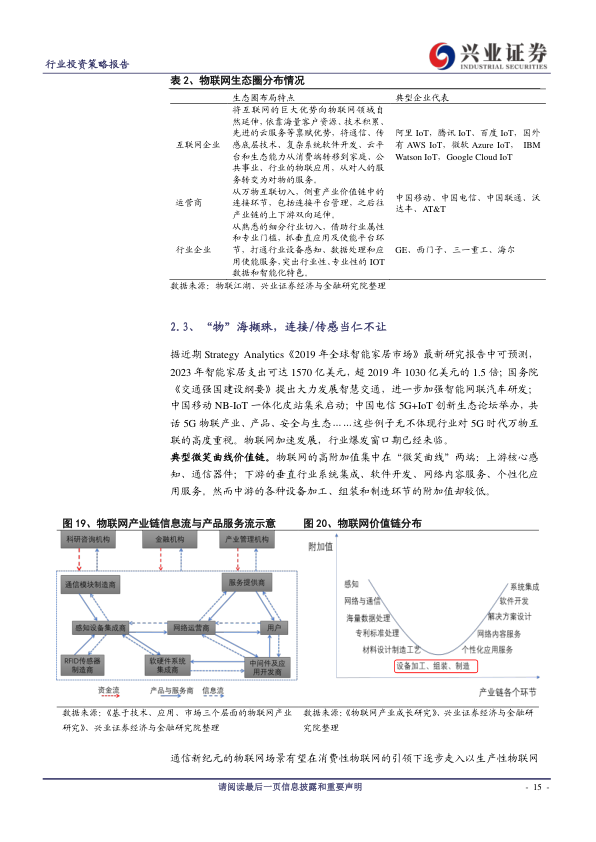 行业投资策略报告
兴业证券
INDUSTRIAL SECURITIES
表 2、物联网生态圈分布情况
生态圈布局特点 典型企业代表
互联网企业
将互联网的巨大优势向物联网领域自
然延伸，依靠海量客户资源、技术积累、
先进的云服务等禀赋优势，将通信、传
感底层技术、复杂系统软件开发、云平
台和生态能力从消费端转移到家庭、公
共事业、行业的物联应用，从对人的服
务转变为对物的服务。
阿里 IoT，腾讯 IoT、百度 IoT，国外
有 AWS IoT，微软 Azure IoT， IBM
Watson IoT，Google Cloud IoT
运营商
从万物互联切入，侧重产业价值链中的
连接环节，包括连接平台管理，之后往
产业链的上下游双向延伸。
中国移动、中国电信、中国联通、沃
达丰、AT&T
行业企业
从熟悉的细分行业切入，借助行业属性
和专业门槛，抓垂直应用及使能平台环
节，打通行业设备感知、数据处理和应
用使能服务，突出行业性、专业性的 IOT
数据和智能化特色。
GE、西门子、三一重工、海尔
数据来源：物联江湖、兴业证券经济与金融研究院整理
2.3、“物”海撷珠，连接/传感当仁不让
据近期 Strategy Analytics《2019 年全球智能家居市场》最新研究报告中可预测，
2023 年智能家居支出可达 1570 亿美元，超 2019 年 1030 亿美元的 1.5 倍；国务院
《交通强国建设纲要》提出大力发展智慧交通，进一步加强智能网联汽车研发；
中国移动 NB-IoT 一体化皮站集采启动；中国电信 5G+IoT 创新生态论坛举办，共
话 5G 物联产业、产品、安全与生态……这些例子无不体现行业对 5G 时代万物互
联的高度重视。物联网加速发展，行业爆发窗口期已经来临。
典型微笑曲线价值链。物联网的高附加值集中在“微笑曲线”两端：上游核心感
知、通信器件；下游的垂直行业系统集成、软件开发、网络内容服务、个性化应
用服务。然而中游的各种设备加工、组装和制造环节的附加值却较低。
图 19、物联网产业链信息流与产品服务流示意
科研咨询机构 金融机构 产业管理机构
通信模块制造商 服务提供商
感知设备集成商 网络运营商 用户
RFID传感器
制造商
软硬件系统
集成商
中间件及应
用开发商
资金流 产品与服务商 信息流
数据来源：《基于技术、应用、市场三个层面的物联网产业
研究》、兴业证券经济与金融研究院整理
图 20、物联网价值链分布
附加值
感知
网络与通信
海量数据处理
专利标准处理
材料设计制造工艺
设备加工、组装、制造
系统集成
软件开发
解决方案设计
网络内容服务
个性化应用服务
产业链各个环节
数据来源：《物联网产业成长研究》、兴业证券经济与金融研
究院整理
通信新纪元的物联网场景有望在消费性物联网的引领下逐步走入以生产性物联网
请阅读最后一页信息披露和重要声明
- 15 -